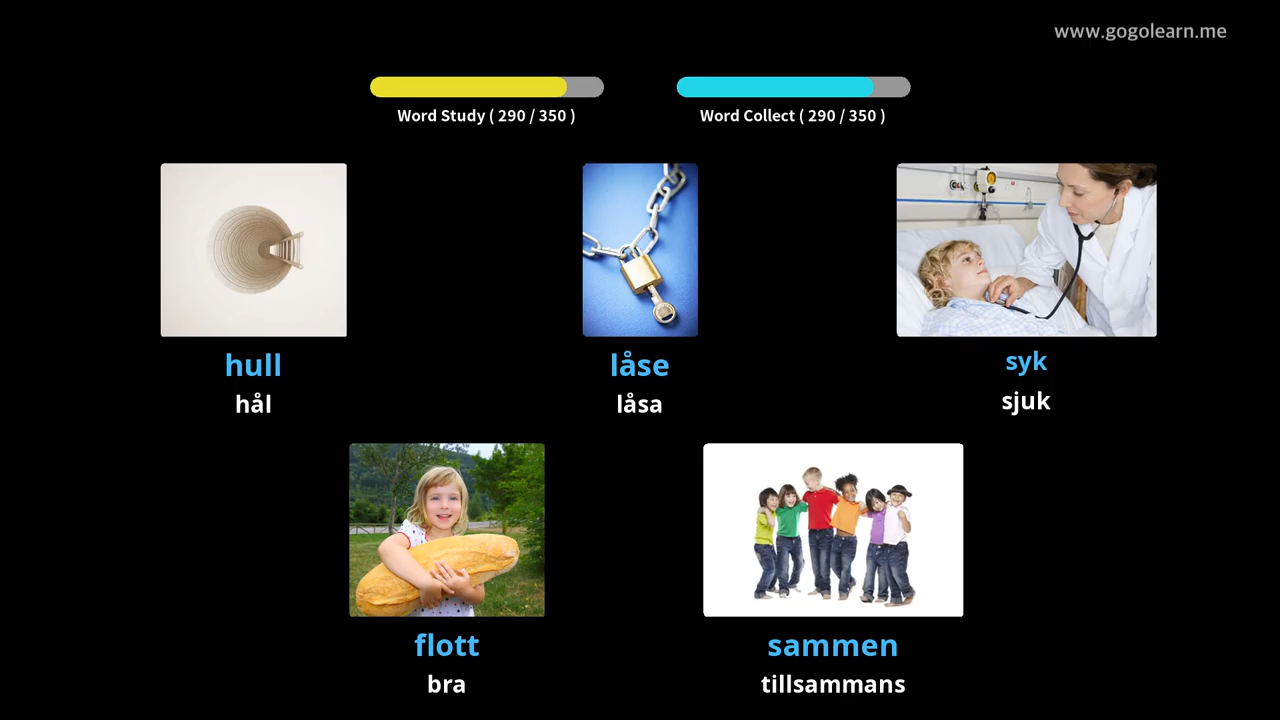 www.gogolearn.me
Word Study ( 290 / 350 )
Word Collect ( 290 / 350 )
hull
hål
låse
låsa
syk
sjuk
flott
bra
sammen
tillsammans